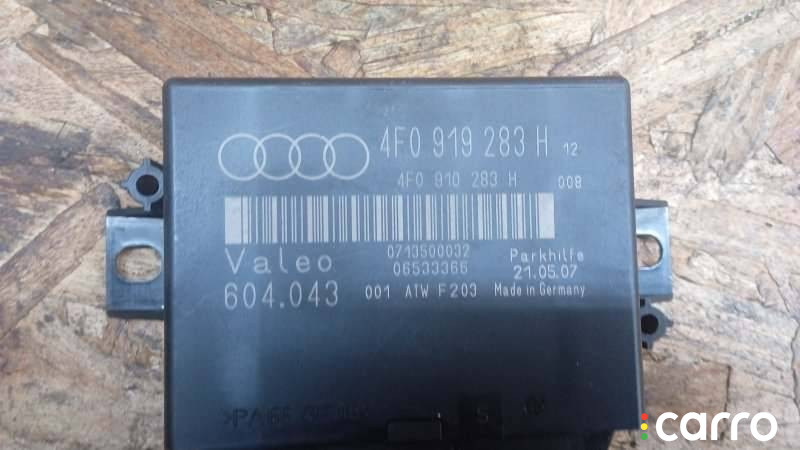 4F0 919 283 H 12
4F0 910 283 H 008
0713500032
Valeo 06533366 Parkhilfe
21.05.07
604.043 001 A1W F203 Made in Germany
S
carro